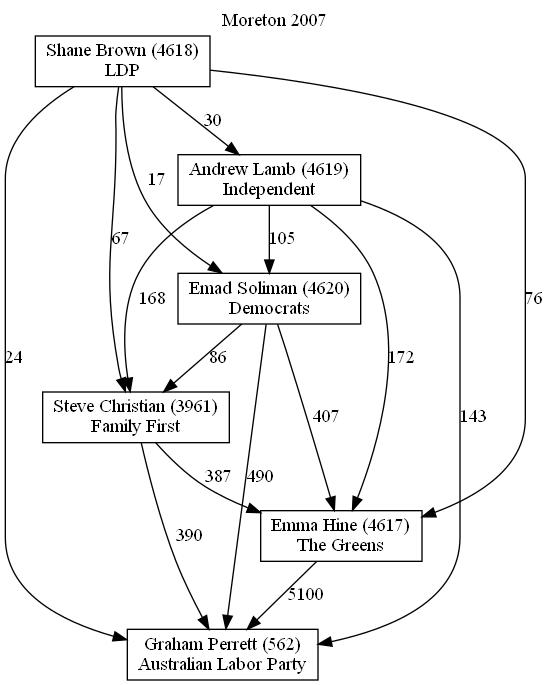 Moreton 2007
Shane Brown (4618)
LDP
30
Andrew Lamb (4619)
Independent
17
67
105
Emad Soliman (4620)
Democrats
168
76
24
86
172
Steve Christian (3961)
Family First
407
143
387
490
390
Emma Hine (4617)
The Greens
5100
Graham Perrett (562)
Australian Labor Party